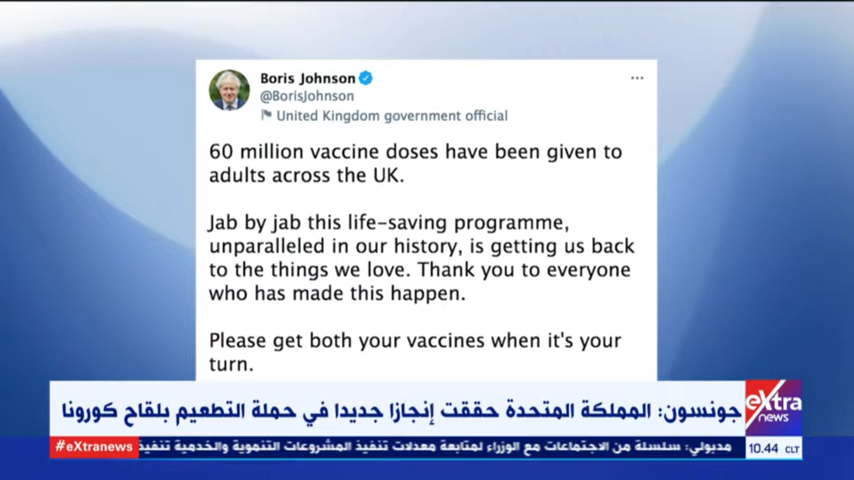 Boris Johnson
@BorisJohnson
United Kingdom government official
60 million vaccine doses have been given to
adults across the UK.
Jab by jab this life-saving programme,
unparalleled in our history, is getting us back
to the things we love. Thank you to everyone
who has made this happen.
Please get both your vaccines when it's your
turn.
جونسون: المملكة المتحدة حققت إنجازا جديدا في حملة التطعيم بلقاح كورونا
eXtra
news
#eXtranews
مدبولي: سلسلة من الاجتماعات مع الوزراء لمتابعة معدلات تنفيذ المشروعات التنموية والخدمية تنفيذ
10.44 CLT